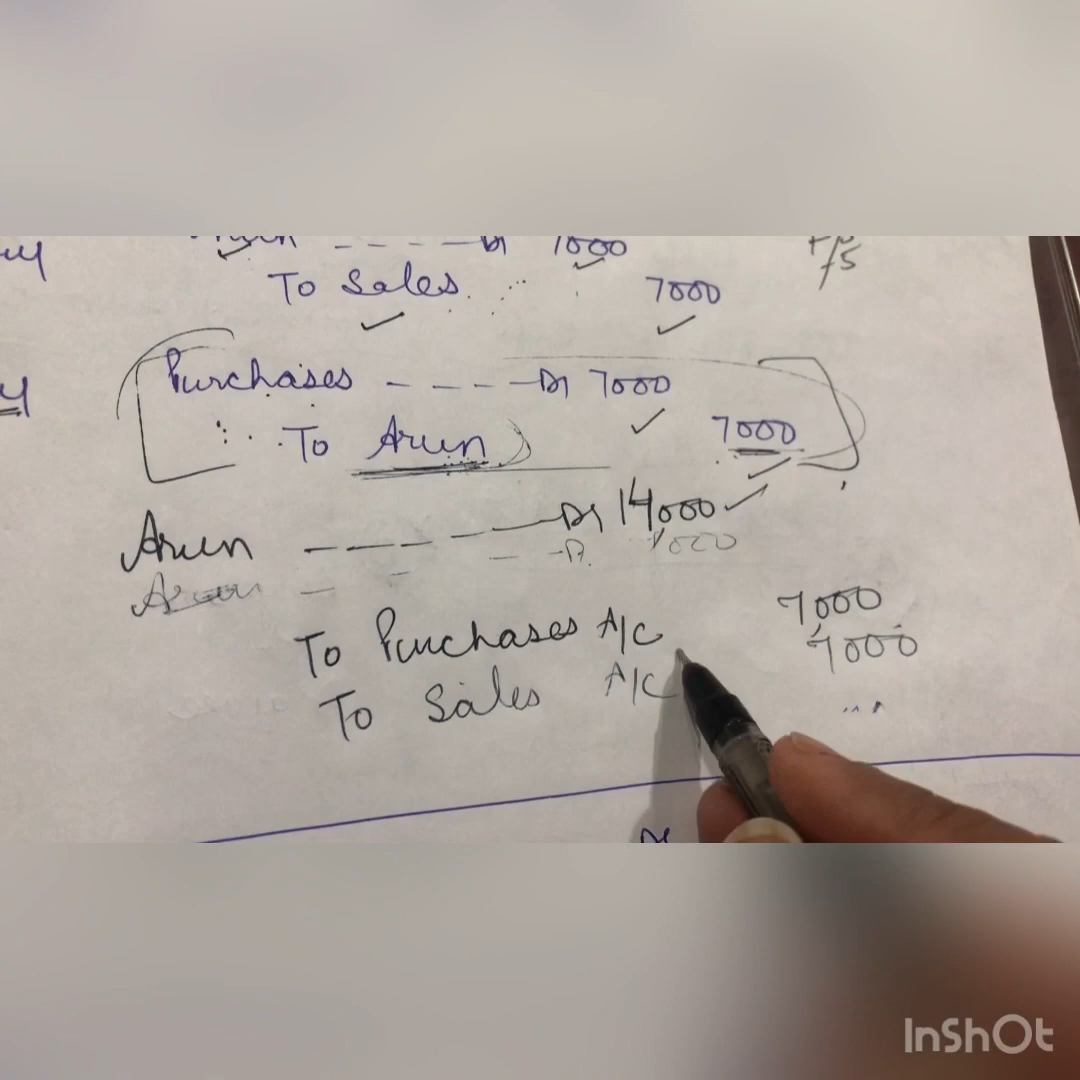 To Sales 7000
Purchases ----Dr 7000
To Arun 7000
Arun ----Dr 14000
To Purchases A/C 7000
To Sales A/C 7000
InShOt